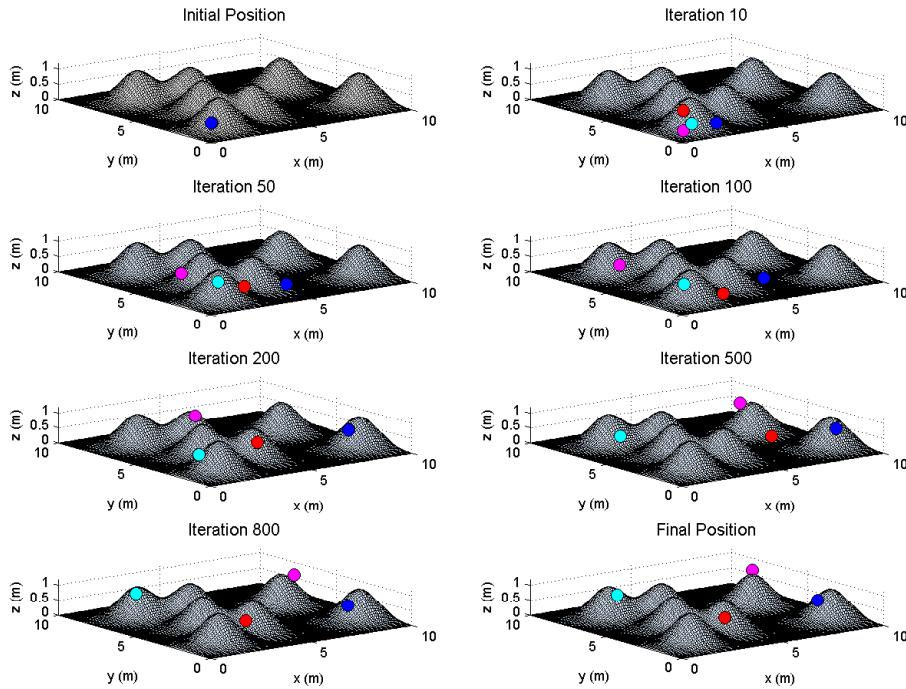 Initial Position
z (m)
1
0.5
0
10
5
0
y (m)
0
5
10
x (m)
Iteration 10
z (m)
1
0.5
0
10
5
0
y (m)
0
5
10
x (m)
Iteration 50
z (m)
1
0.5
0
10
5
0
y (m)
0
5
10
x (m)
Iteration 100
z (m)
1
0.5
0
10
5
0
y (m)
0
5
10
x (m)
Iteration 200
z (m)
1
0.5
0
10
5
0
y (m)
0
5
10
x (m)
Iteration 500
z (m)
1
0.5
0
10
5
0
y (m)
0
5
10
x (m)
Iteration 800
z (m)
1
0.5
0
10
5
0
y (m)
0
5
10
x (m)
Final Position
z (m)
1
0.5
0
10
5
0
y (m)
0
5
10
x (m)